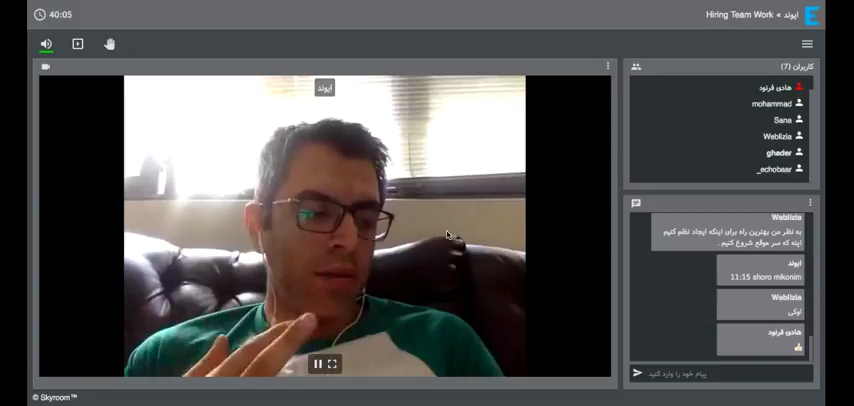 40:05
ایوند » Hiring Team Work
کاربران (7)
ایوند
هادی فرنود
mohammad
Sana
Weblizia
ghader
echobaar_
Weblizia
به نظر من بهترین راه برای اینکه ایجاد نظم کنیم
اینه که سر موقع شروع کنیم .
ایوند
11:15 shoro mikonim
Weblizia
اوکی
هادی فرنود
پیام خود را وارد کنید
© Skyroom™